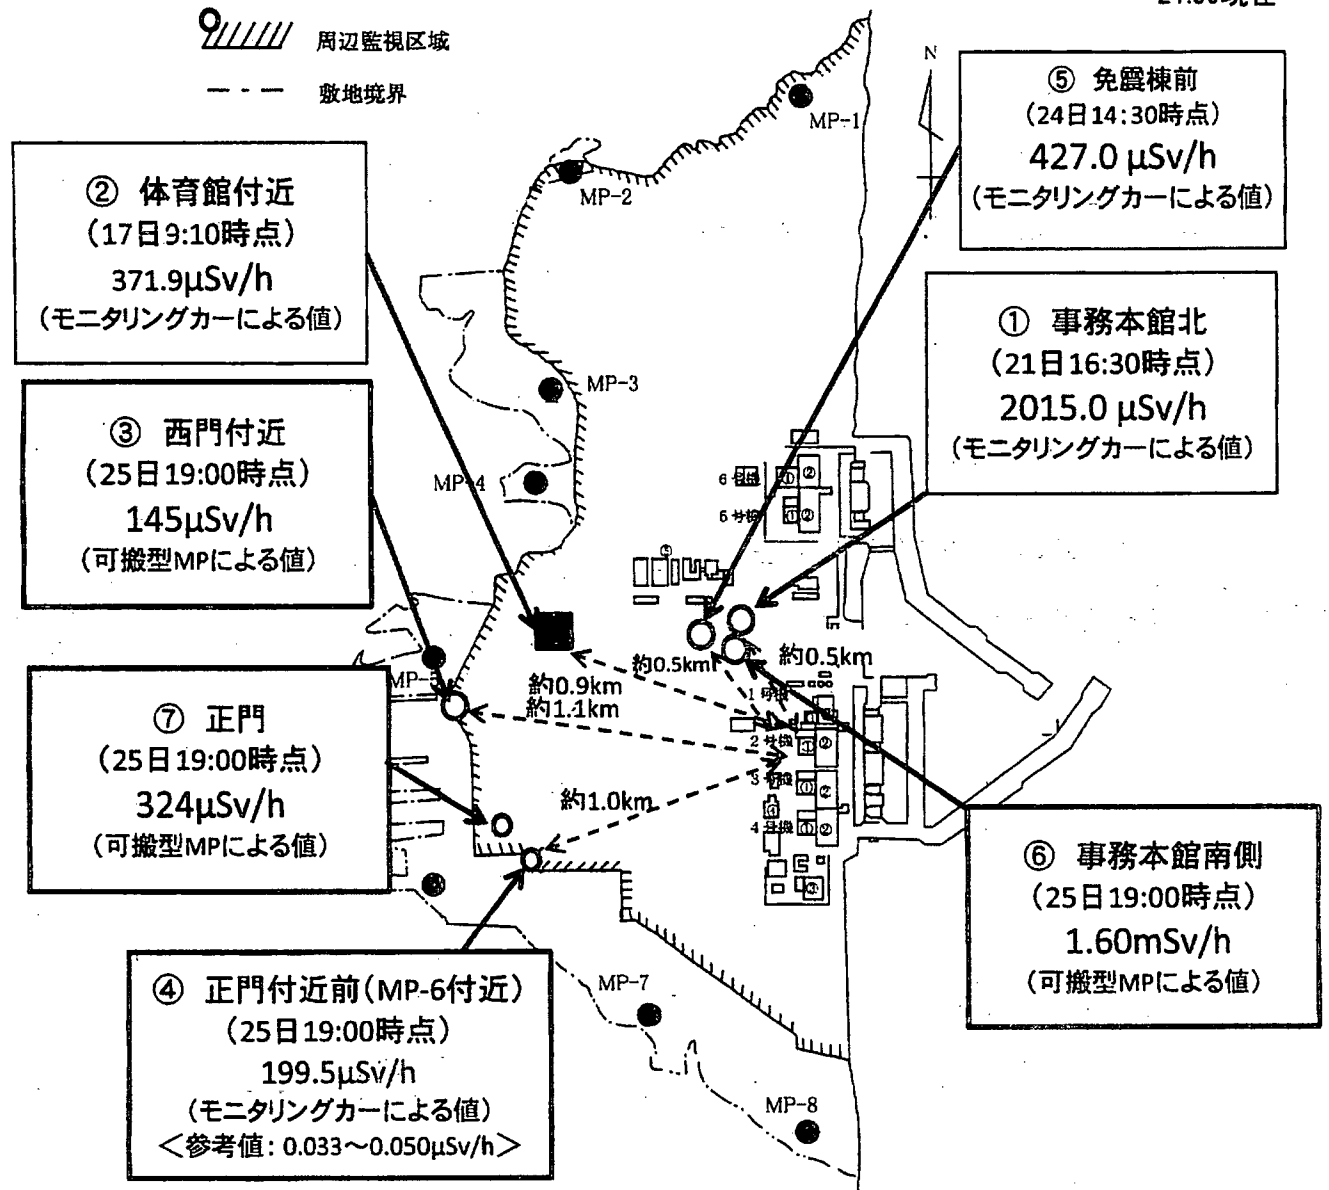 周辺監視区域
敷地境界
N
MP-1
MP-2
MP-3
MP-4
MP-7
MP-8
⑤ 免震棟前
(24日14:30時点)
427.0 μSv/h
(モニタリングカーによる値)
② 体育館付近
(17日9:10時点)
371.9μSv/h
(モニタリングカーによる値)
① 事務本館北
(21日16:30時点)
2015.0 μSv/h
(モニタリングカーによる値)
③ 西門付近
(25日19:00時点)
145μSv/h
(可搬型MPによる値)
6号機
① ②
5号機
① ②
約0.5km
約0.5km
約0.9km
約1.1km
1号機
2号機
① ②
3号機
① ②
4号機
① ②
約1.0km
⑦ 正門
(25日19:00時点)
324μSv/h
(可搬型MPによる値)
⑥ 事務本館南側
(25日19:00時点)
1.60mSv/h
(可搬型MPによる値)
④ 正門付近前(MP-6付近)
(25日19:00時点)
199.5μSv/h
(モニタリングカーによる値)
<参考値: 0.033～0.050μSv/h>